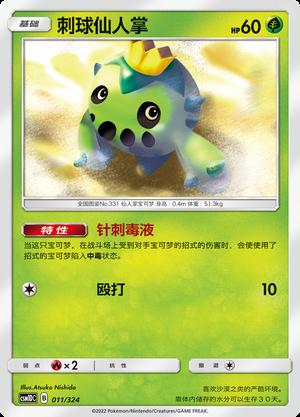 基础 刺球仙人掌 HP60
全国图鉴No.331 仙人掌宝可梦 身高：0.4m 体重：51.3kg
特性 针刺毒液
当这只宝可梦，在战斗场上受到对手宝可梦的招式的伤害时，会使使用了
招式的宝可梦陷入中毒状态。
殴打 10
弱点 ×2 抗性 撤退
Illus.Atsuko Nishida
CSM1DC B 011/324
喜欢沙漠之类的严酷环境。
靠体内储存的水分可以生存30天。
©2022 Pokémon/Nintendo/Creatures/GAME FREAK.